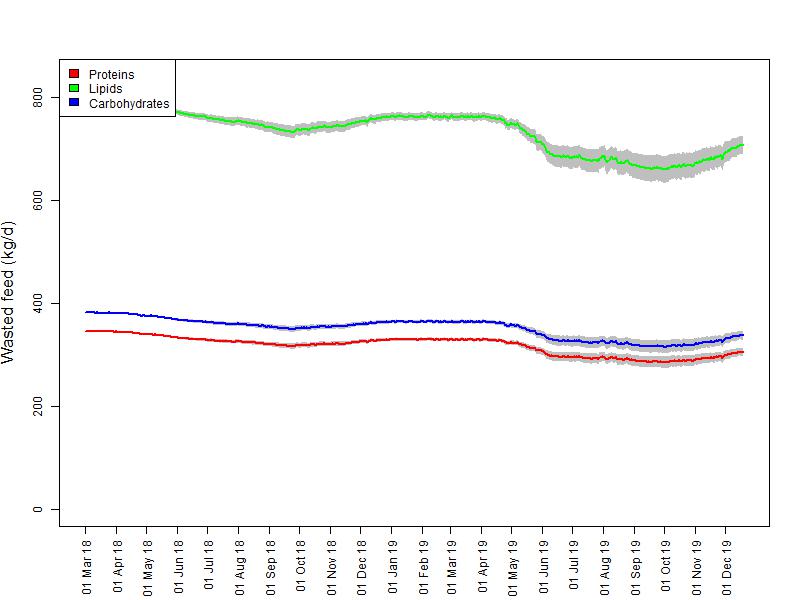 Proteins
Lipids
Carbohydrates
Wasted feed (kg/d)
800
600
400
200
0
01 Mar 18
01 Apr 18
01 May 18
01 Jun 18
01 Jul 18
01 Aug 18
01 Sep 18
01 Oct 18
01 Nov 18
01 Dec 18
01 Jan 19
01 Feb 19
01 Mar 19
01 Apr 19
01 May 19
01 Jun 19
01 Jul 19
01 Aug 19
01 Sep 19
01 Oct 19
01 Nov 19
01 Dec 19